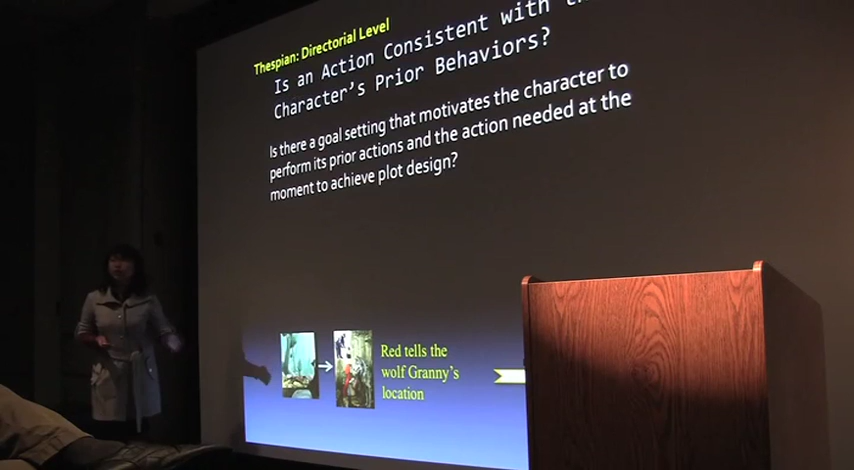 Thespian: Directorial Level
Is an Action Consistent with
Character's Prior Behaviors?
Is there a goal setting that motivates the character to
perform its prior actions and the action needed at the
moment to achieve plot design?
Red tells the
wolf Granny's
location